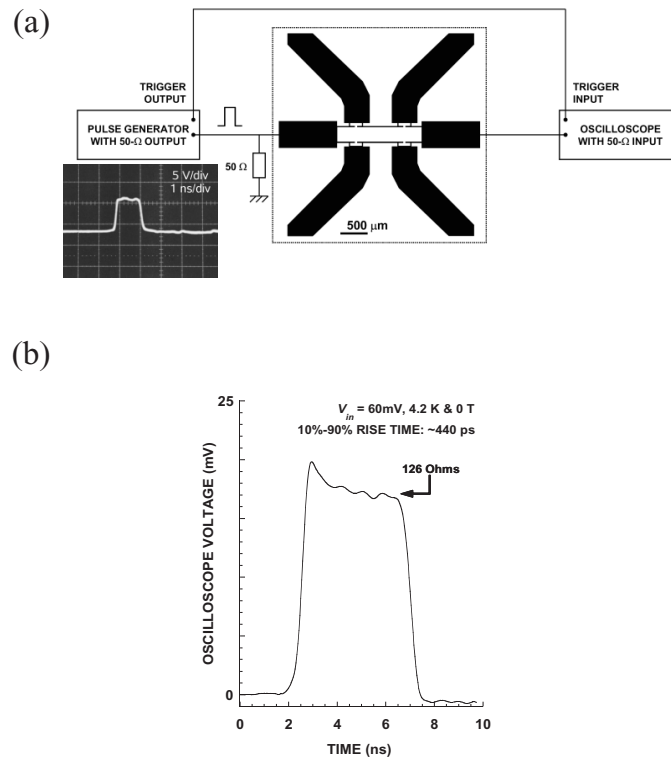 (a)
TRIGGER
OUTPUT
TRIGGER
INPUT
PULSE GENERATOR
WITH 50-Ω OUTPUT
OSCILLOSCOPE
WITH 50-Ω INPUT
50 Ω
5 V/div
1 ns/div
500 μm
(b)
25
V_in = 60mV, 4.2 K & 0 T
10%-90% RISE TIME: ~440 ps
126 Ohms
OSCILLOSCOPE VOLTAGE (mV)
0
0 2 4 6 8 10
TIME (ns)